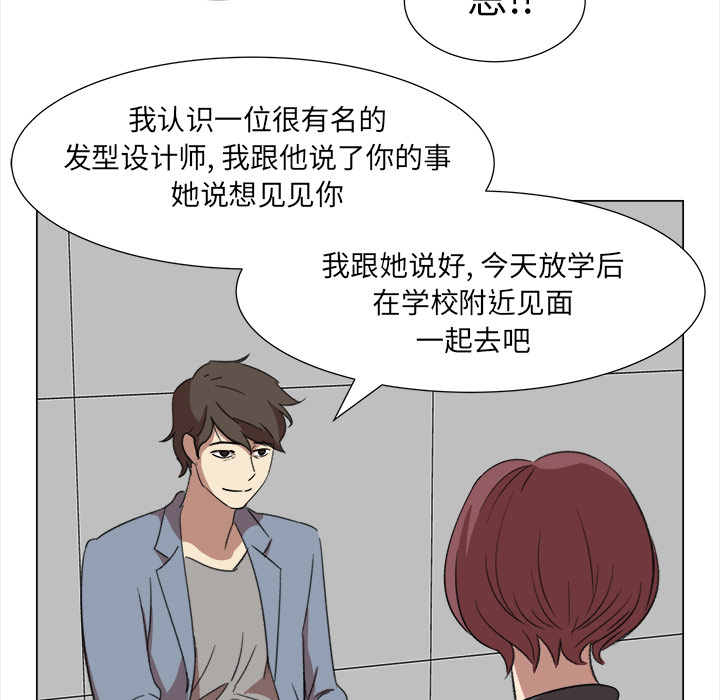 我认识一位很有名的
发型设计师, 我跟他说了你的事
她说想见见你
我跟她说好, 今天放学后
在学校附近见面
一起去吧